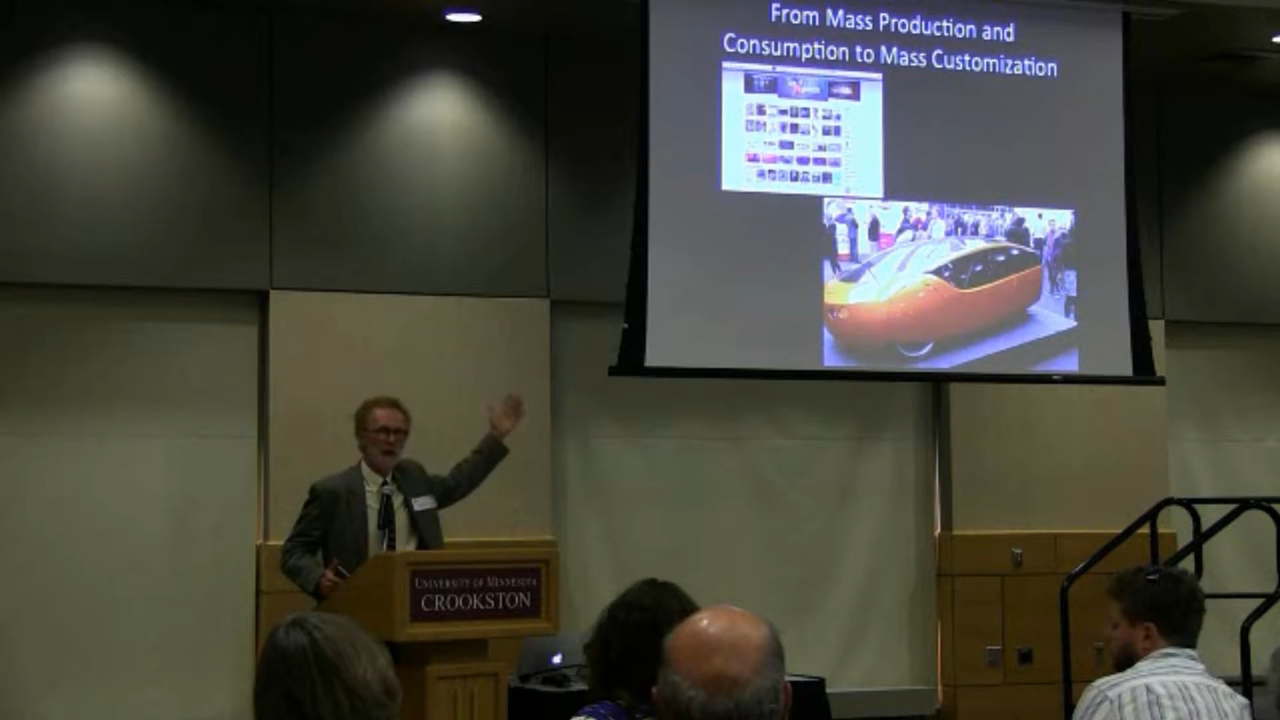 From Mass Production and
Consumption to Mass Customization
UNIVERSITY OF MINNESOTA
CROOKSTON